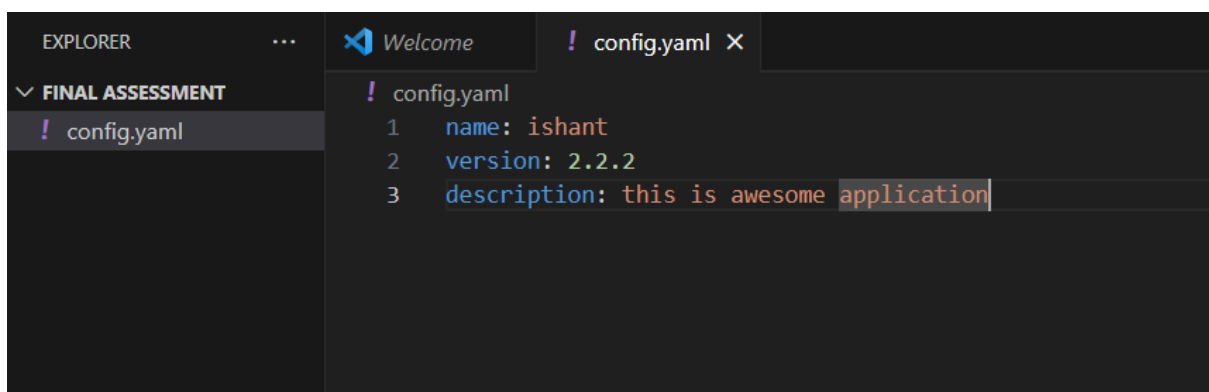 EXPLORER ...
Welcome ! config.yaml ×
FINAL ASSESSMENT
! config.yaml
! config.yaml
1 name: ishant
2 version: 2.2.2
3 description: this is awesome application